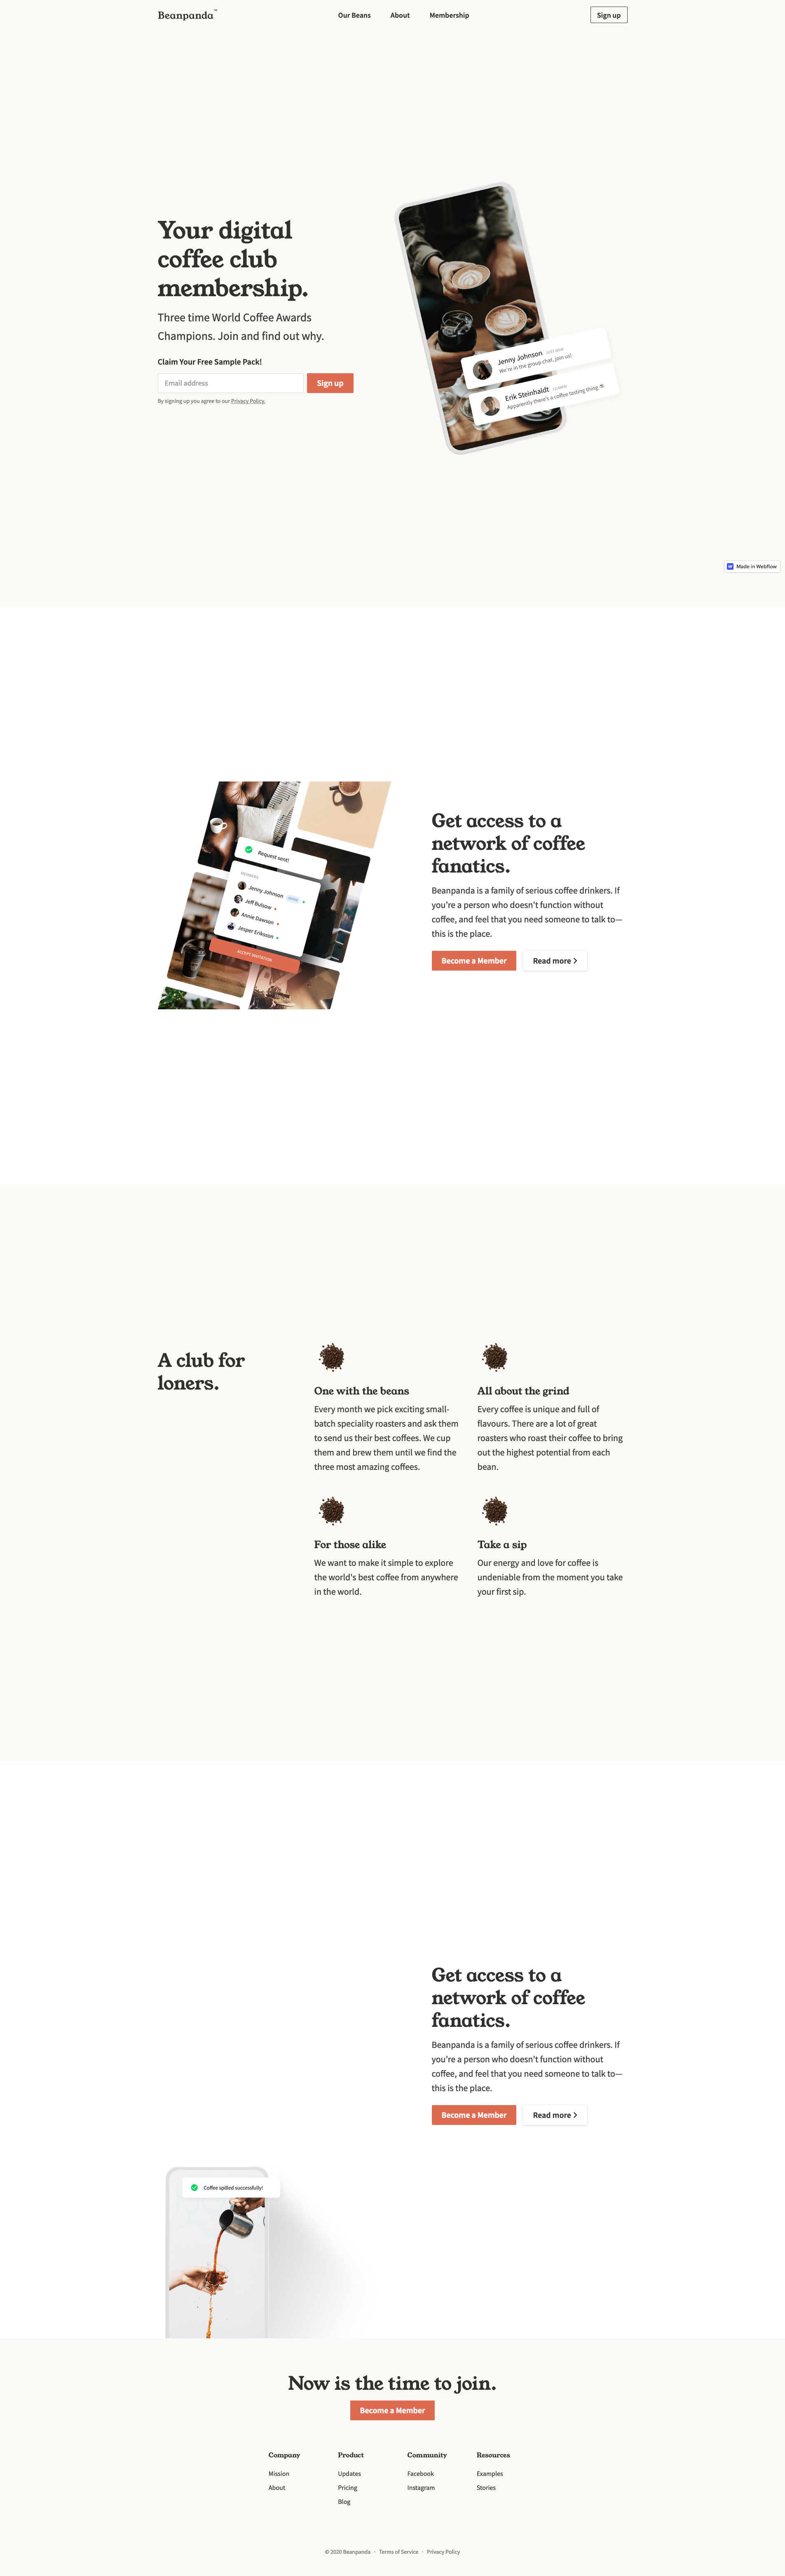 Beanpanda™
Our Beans
About
Membership
Sign up
Your digital
coffee club
membership.
Three time World Coffee Awards
Champions. Join and find out why.
Claim Your Free Sample Pack!
Email address
Sign up
By signing up you agree to our Privacy Policy.
Jenny Johnson JUST NOW
We're in the group chat, join us!
Erik Steinhaldt
Apparently there's a coffee tasting thing
Made in Webflow
Request sent!
MEMBERS
Jenny Johnson
Jeff Bulsow
Annie Dawson
Jesper Eriksson
ACCEPT INVITATION
Get access to a
network of coffee
fanatics.
Beanpanda is a family of serious coffee drinkers. If
you're a person who doesn't function without
coffee, and feel that you need someone to talk to—
this is the place.
Become a Member
Read more
A club for
loners.
One with the beans
Every month we pick exciting small-
batch speciality roasters and ask them
to send us their best coffees. We cup
them and brew them until we find the
three most amazing coffees.
All about the grind
Every coffee is unique and full of
flavours. There are a lot of great
roasters who roast their coffee to bring
out the highest potential from each
bean.
For those alike
We want to make it simple to explore
the world's best coffee from anywhere
in the world.
Take a sip
Our energy and love for coffee is
undeniable from the moment you take
your first sip.
Get access to a
network of coffee
fanatics.
Beanpanda is a family of serious coffee drinkers. If
you're a person who doesn't function without
coffee, and feel that you need someone to talk to—
this is the place.
Become a Member
Read more
Coffee spilled successfully!
Now is the time to join.
Become a Member
Company
Mission
About
Product
Updates
Pricing
Blog
Community
Facebook
Instagram
Resources
Examples
Stories
© 2020 Beanpanda · Terms of Service · Privacy Policy